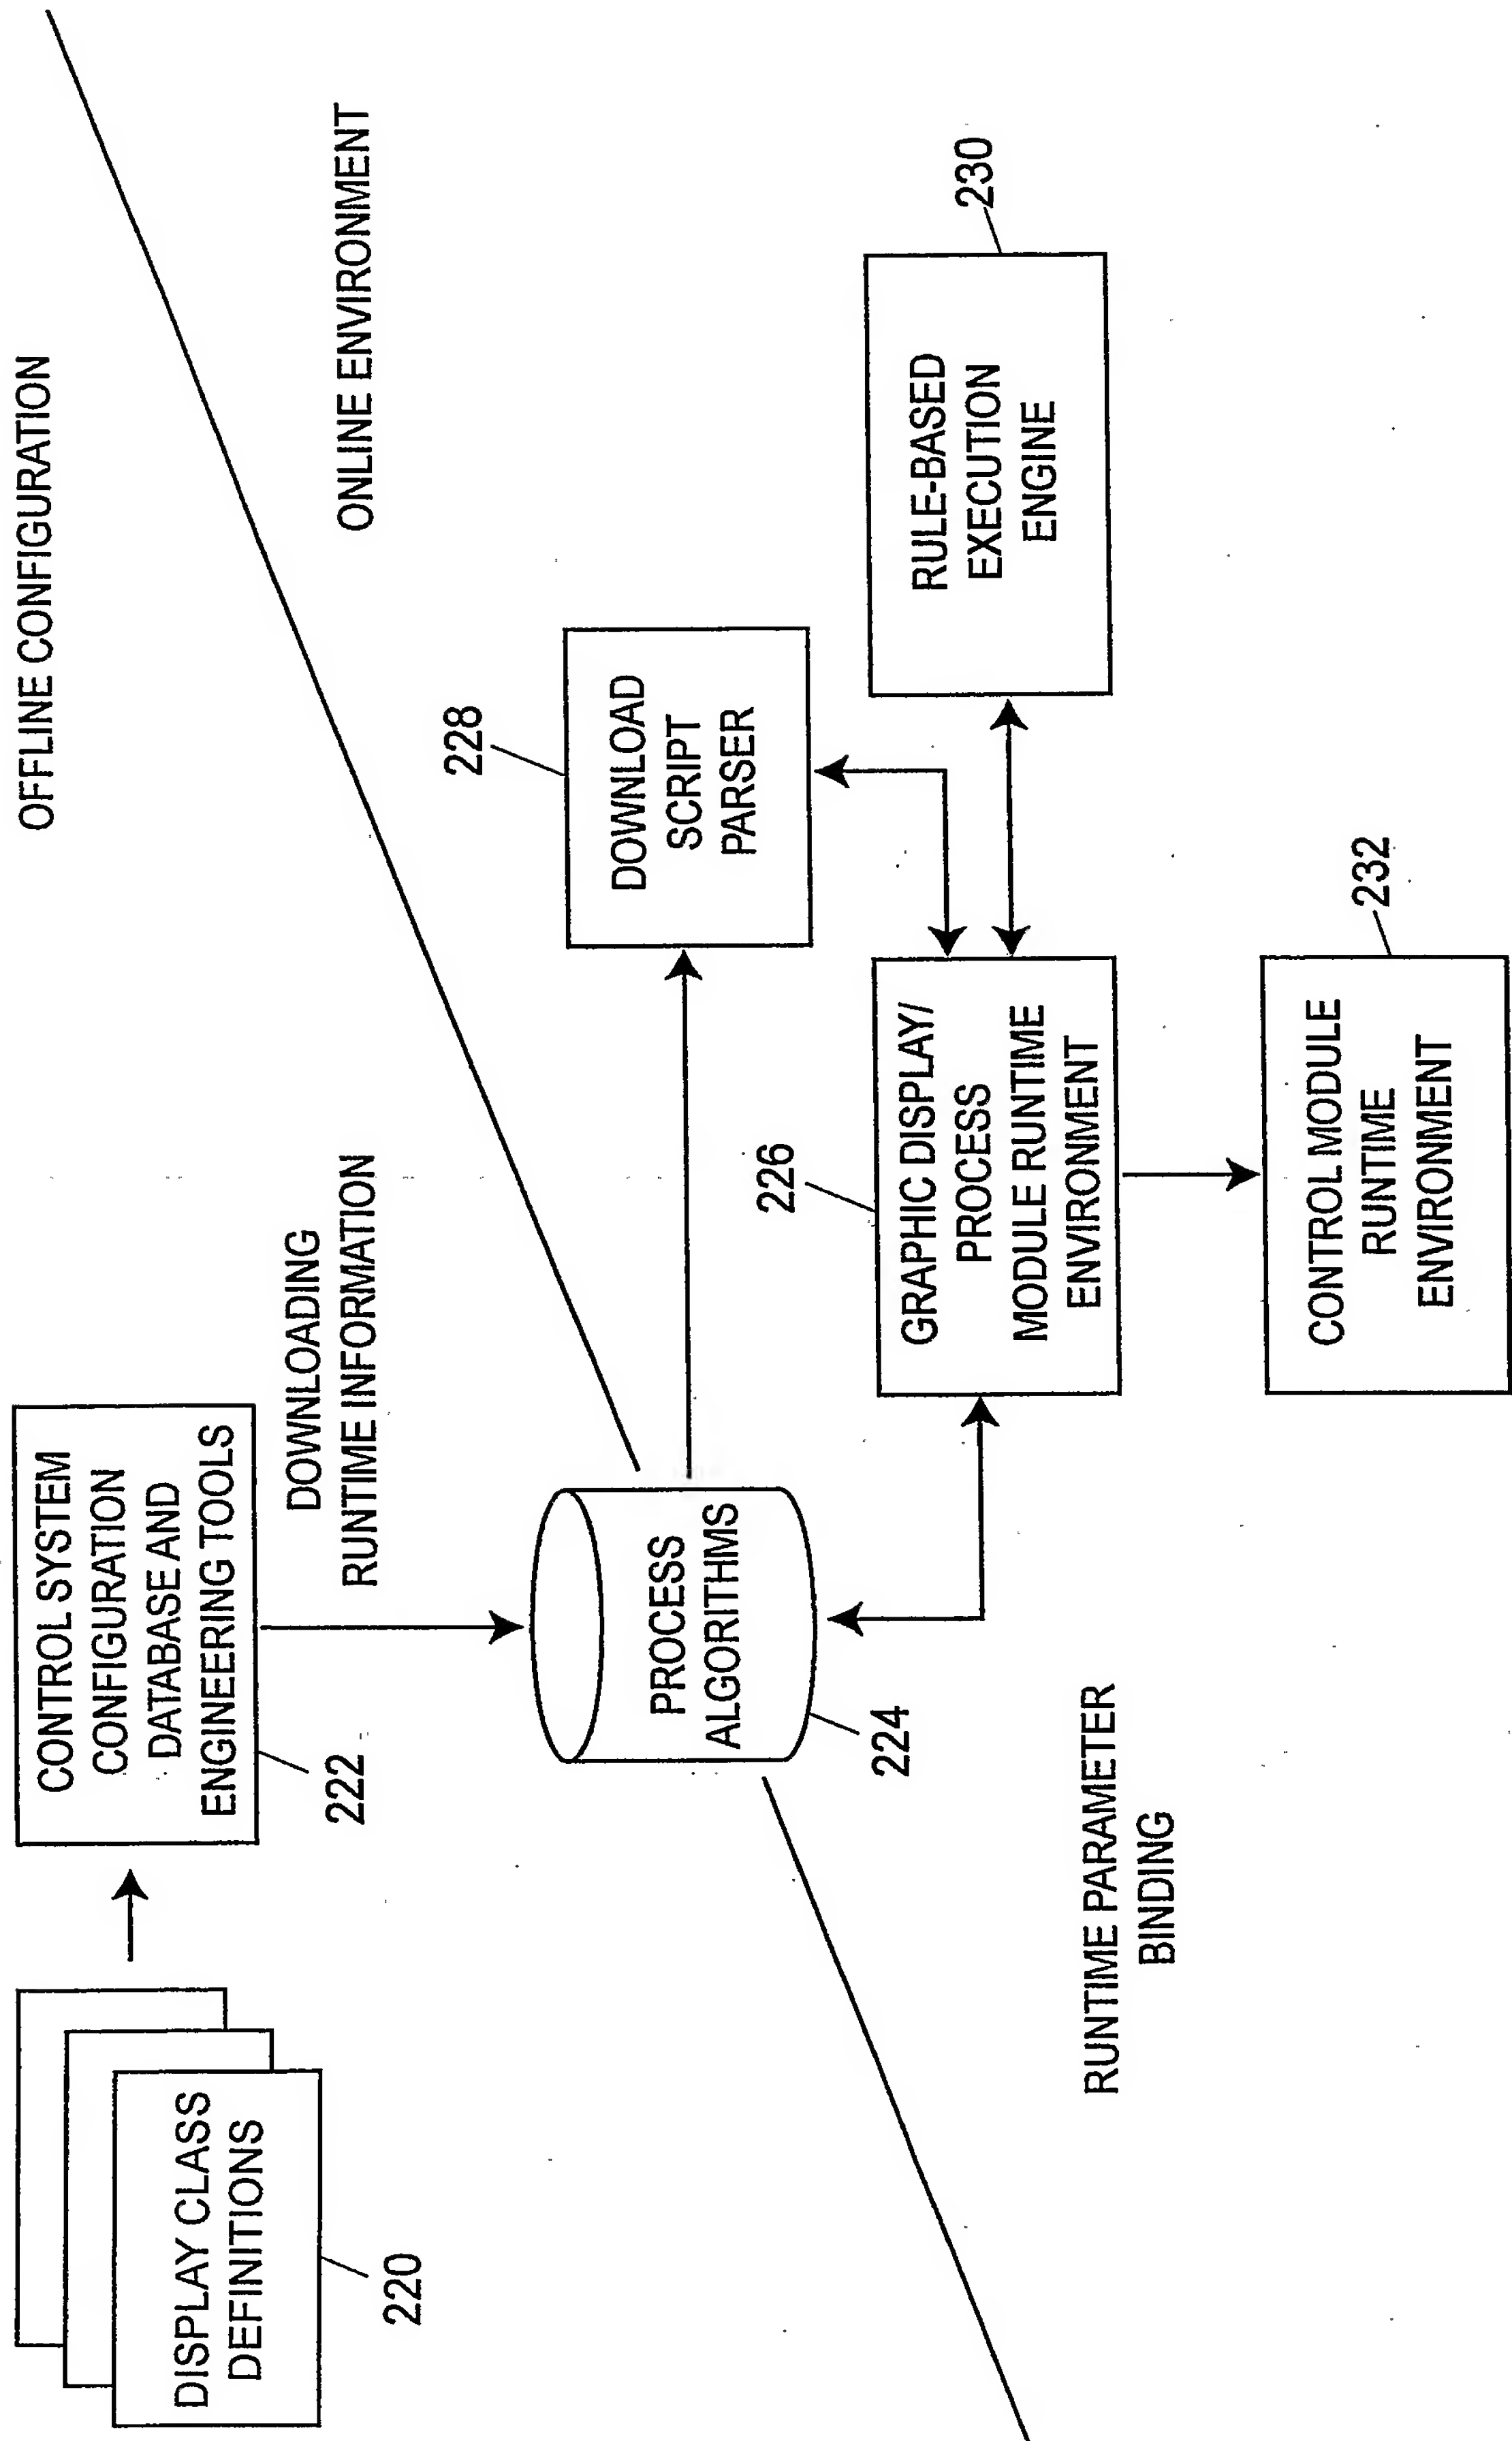 OFFLINE CONFIGURATION
CONTROL SYSTEM
CONFIGURATION
DATABASE AND
ENGINEERING TOOLS
222
DISPLAY CLASS
DEFINITIONS
220
DOWNLOADING
RUNTIME INFORMATION
ONLINE ENVIRONMENT
PROCESS
ALGORITHMS
224
228
DOWNLOAD
SCRIPT
PARSER
226
GRAPHIC DISPLAY/
PROCESS
MODULE RUNTIME
ENVIRONMENT
230
RULE-BASED
EXECUTION
ENGINE
RUNTIME PARAMETER
BINDING
232
CONTROL MODULE
RUNTIME
ENVIRONMENT